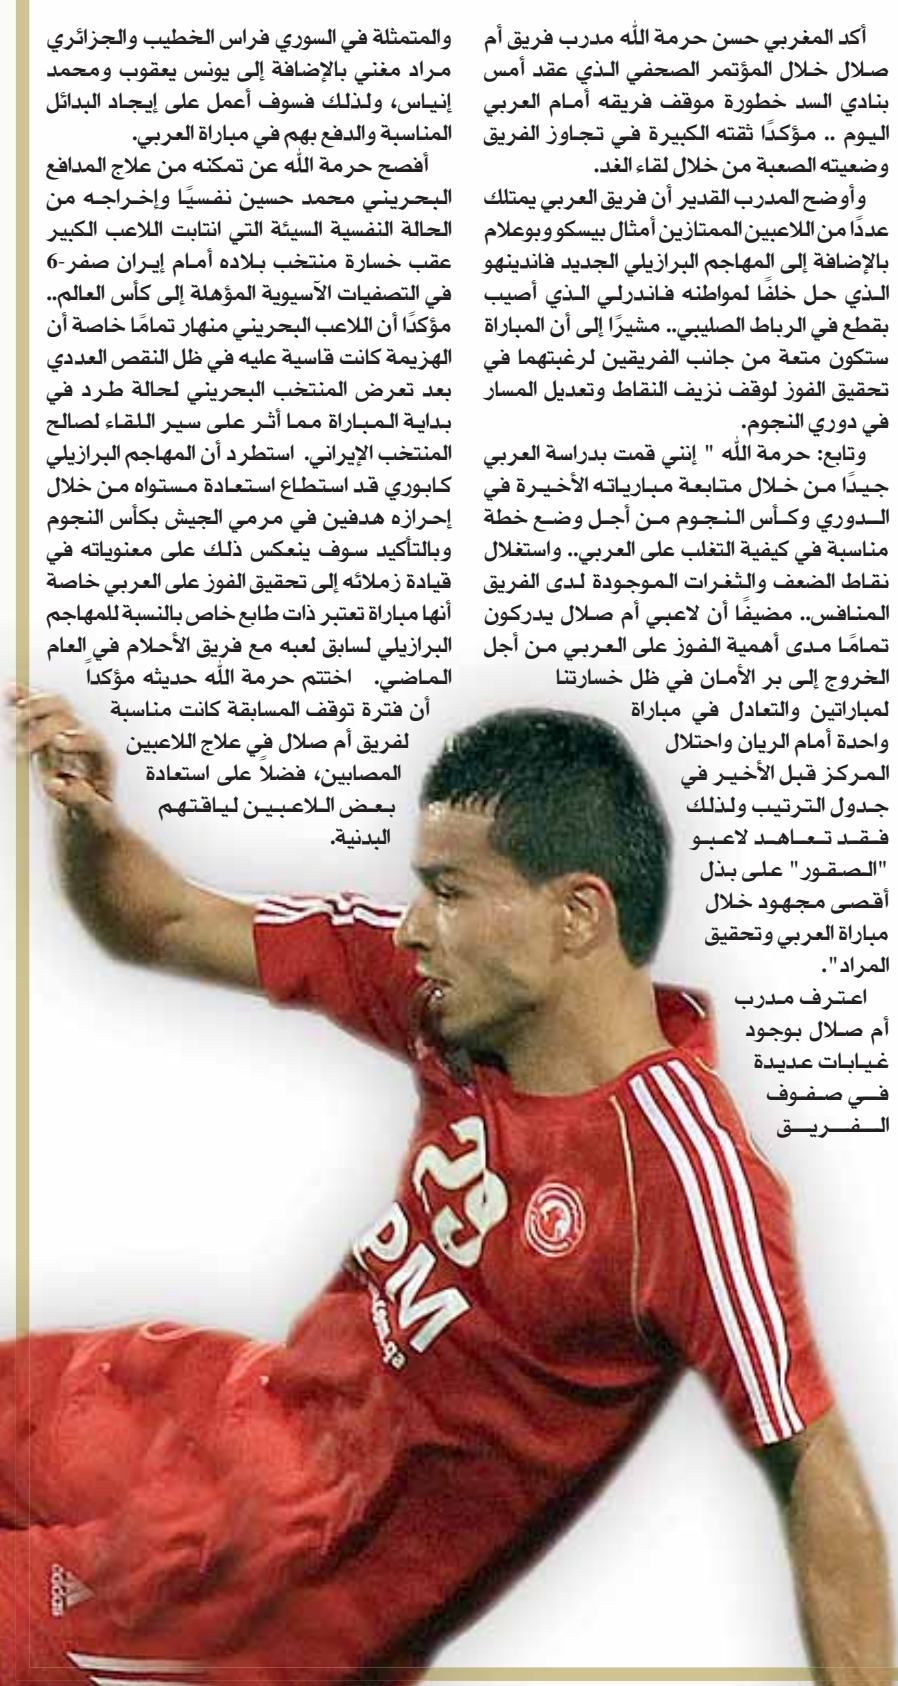 أكد المغربي حسن حرمة الله مدرب فريق أم
صلال خلال المؤتمر الصحفي الذي عقد أمس
بنادي السد خطورة موقف فريقه أمام العربي
اليوم .. مؤكدًا ثقته الكبيرة في تجاوز الفريق
وضعيته الصعبة من خلال لقاء الغد.
وأوضح المدرب القدير أن فريق العربي يمتلك
عددًا من اللاعبين الممتازين أمثال بيسكو وبوعلام
بالإضافة إلى المهاجم البرازيلي الجديد فاندينهو
الذي حل خلفًا لمواطنه فاندرلي الذي أصيب
بقطع في الرباط الصليبي.. مشيرًا إلى أن المباراة
ستكون متعة من جانب الفريقين لرغبتهما في
تحقيق الفوز لوقف نزيف النقاط وتعديل المسار
في دوري النجوم.
وتابع: حرمة الله " إنني قمت بدراسة العربي
جيدًا من خلال متابعة مبارياته الأخيرة في
الدوري وكأس النجوم من أجل وضع خطة
مناسبة في كيفية التغلب على العربي.. واستغلال
نقاط الضعف والثغرات الموجودة لدى الفريق
المنافس.. مضيفًا أن لاعبي أم صلال يدركون
تمامًا مدى أهمية الفوز على العربي من أجل
الخروج إلى بر الأمان في ظل خسارتنا
لمباراتين والتعادل في مباراة
واحدة أمام الريان واحتلال
المركز قبل الأخير في
جدول الترتيب ولذلك
فقد تعاهد لاعبو
"الصقور" على بذل
أقصى مجهود خلال
مباراة العربي وتحقيق
المراد".
اعترف مدرب
أم صلال بوجود
غيابات عديدة
في صفوف
الفريق
والمتمثلة في السوري فراس الخطيب والجزائري
مراد مغني بالإضافة إلى يونس يعقوب ومحمد
إنياس، ولذلك فسوف أعمل على إيجاد البدائل
المناسبة والدفع بهم في مباراة العربي.
أفصح حرمة الله عن تمكنه من علاج المدافع
البحريني محمد حسين نفسيًا وإخراجه من
الحالة النفسية السيئة التي انتابت اللاعب الكبير
عقب خسارة منتخب بلاده أمام إيران صفر-6
في التصفيات الآسيوية المؤهلة إلى كأس العالم..
مؤكدًا أن اللاعب البحريني منهار تمامًا خاصة أن
الهزيمة كانت قاسية عليه في ظل النقص العددي
بعد تعرض المنتخب البحريني لحالة طرد في
بداية المباراة مما أثر على سير اللقاء لصالح
المنتخب الإيراني. استطرد أن المهاجم البرازيلي
كابوري قد استطاع استعادة مستواه من خلال
إحرازه هدفين في مرمي الجيش بكأس النجوم
وبالتأكيد سوف ينعكس ذلك على معنوياته في
قيادة زملائه إلى تحقيق الفوز على العربي خاصة
أنها مباراة تعتبر ذات طابع خاص بالنسبة للمهاجم
البرازيلي لسابق لعبه مع فريق الأحلام في العام
الماضي. اختتم حرمة الله حديثه مؤكداً
أن فترة توقف المسابقة كانت مناسبة
لفريق أم صلال في علاج اللاعبين
المصابين، فضلاً على استعادة
بعض اللاعبين لياقتهم
البدنية.
29
PM
.com.qa
adidas